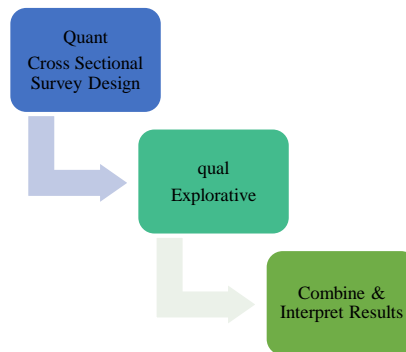 Quant
Cross Sectional
Survey Design
qual
Explorative
Combine &
Interpret Results